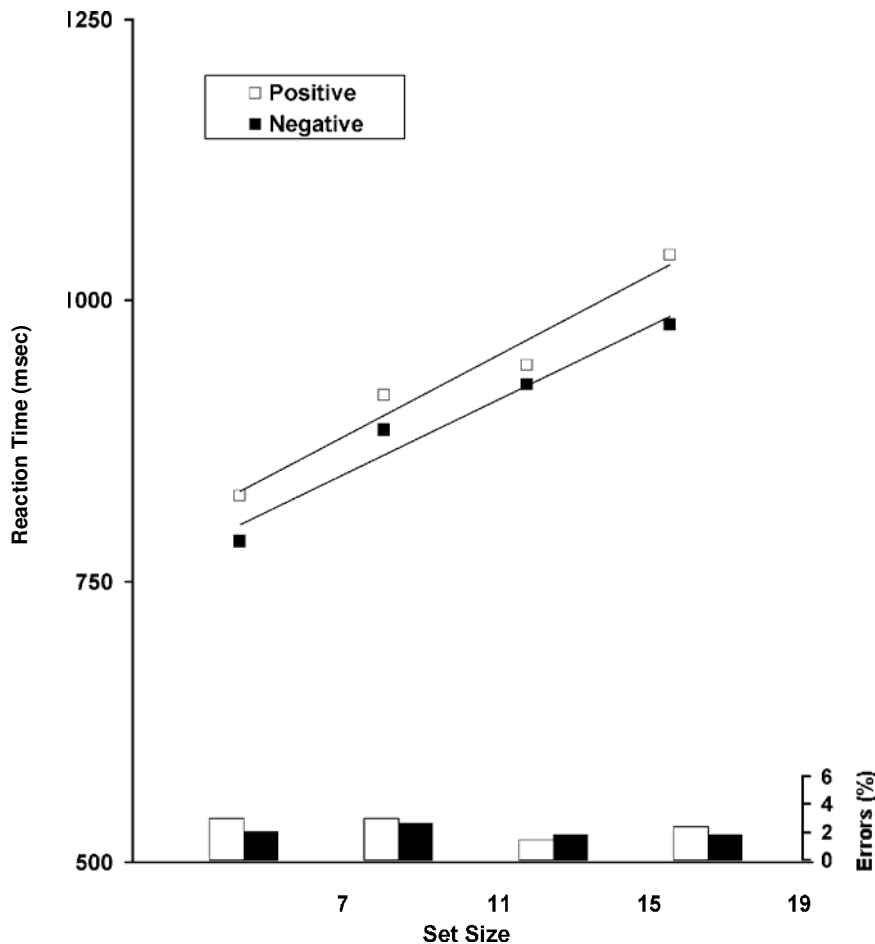 1250
Positive
Negative
1000
Reaction Time (msec)
750
6
4
2
0
Errors (%)
500
7 11 15 19
Set Size